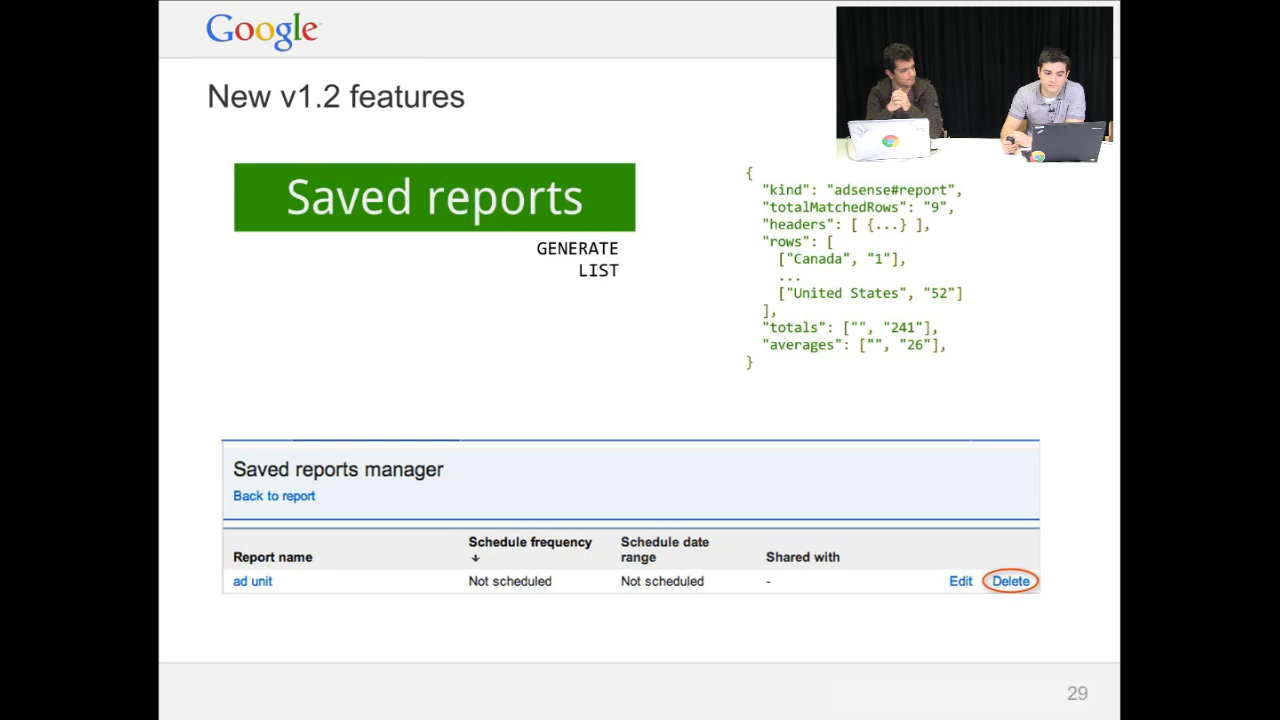 Google
New v1.2 features
Saved reports
GENERATE
LIST
{
"kind": "adsense#report",
"totalMatchedRows": "9",
"headers": [ {...} ],
"rows": [
["Canada", "1"],
...
["United States", "52"]
],
"totals": ["", "241"],
"averages": ["", "26"],
}
Saved reports manager
Back to report
Report name Schedule frequency ↓ Schedule date range Shared with
ad unit Not scheduled Not scheduled - Edit Delete
29